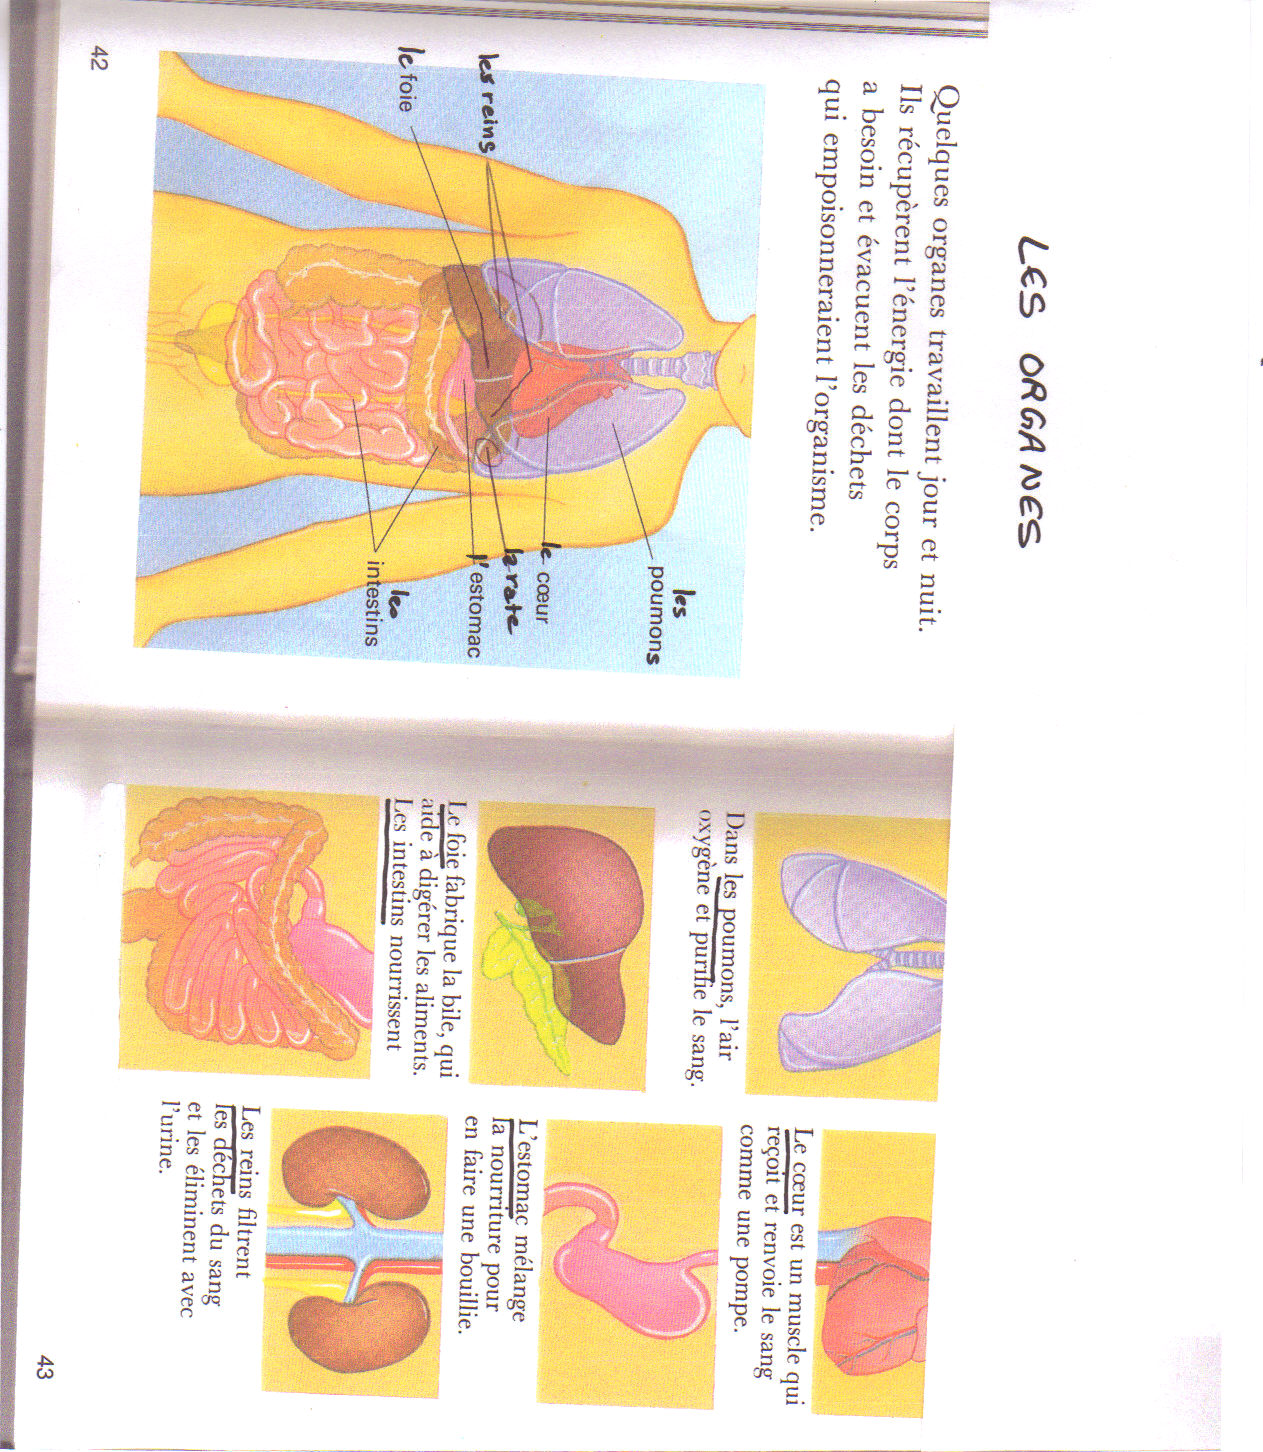 LES ORGANES
Quelques organes travaillent jour et nuit.
Ils récupèrent l'énergie dont le corps
a besoin et évacuent les déchets
qui empoisonneraient l'organisme.
les
poumons
le cœur
la rate
l'estomac
les
intestins
les reins
le foie
42
Dans les poumons, l'air
oxygène et purifie le sang.
Le cœur est un muscle qui
reçoit et renvoie le sang
comme une pompe.
Le foie fabrique la bile, qui
aide à digérer les aliments.
Les intestins nourrissent
L'estomac mélange
la nourriture pour
en faire une bouillie.
Les reins filtrent
les déchets du sang
et les éliminent avec
l'urine.
43